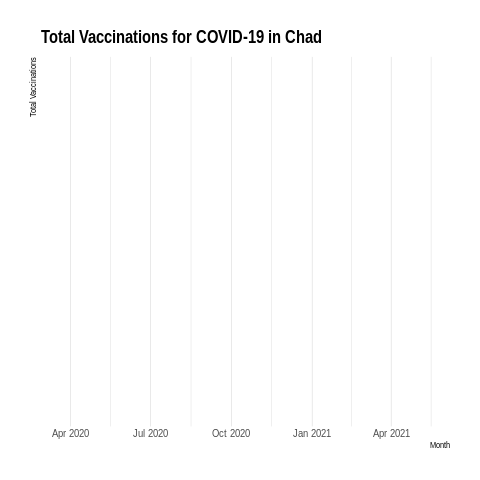 Total Vaccinations for COVID-19 in Chad
Total Vaccinations
Apr 2020
Jul 2020
Oct 2020
Jan 2021
Apr 2021
Month